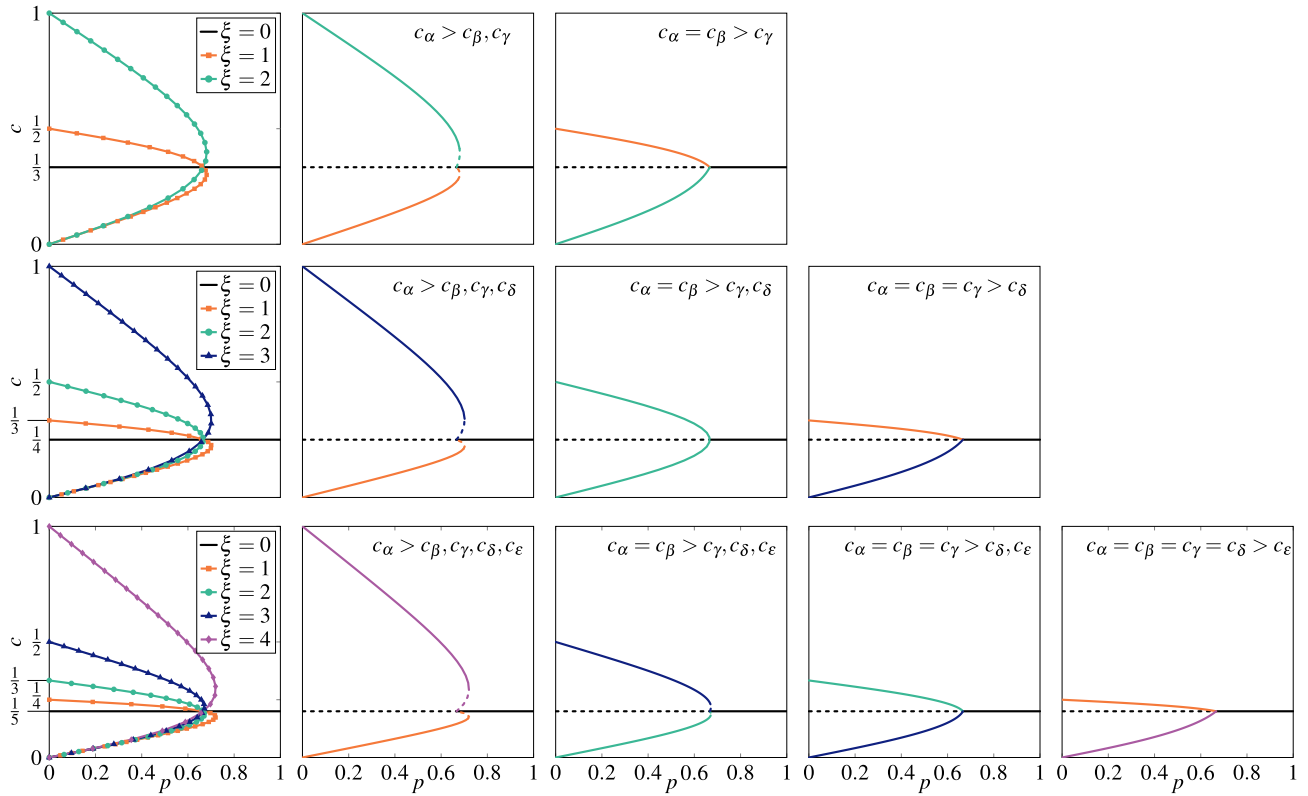 1
1/2
1/3
0
c
ξ = 0
ξ = 1
ξ = 2
c_α > c_β, c_γ
c_α = c_β > c_γ
1
1/2
1/3
1/4
0
c
ξ = 0
ξ = 1
ξ = 2
ξ = 3
c_α > c_β, c_γ, c_δ
c_α = c_β > c_γ, c_δ
c_α = c_β = c_γ > c_δ
1
1/2
1/3
1/4
1/5
0
c
ξ = 0
ξ = 1
ξ = 2
ξ = 3
ξ = 4
c_α > c_β, c_γ, c_δ, c_ε
c_α = c_β > c_γ, c_δ, c_ε
c_α = c_β = c_γ > c_δ, c_ε
c_α = c_β = c_γ = c_δ > c_ε
0 0.2 0.4 0.6 0.8 1
p
0 0.2 0.4 0.6 0.8 1
p
0 0.2 0.4 0.6 0.8 1
p
0 0.2 0.4 0.6 0.8 1
p
0 0.2 0.4 0.6 0.8 1
p